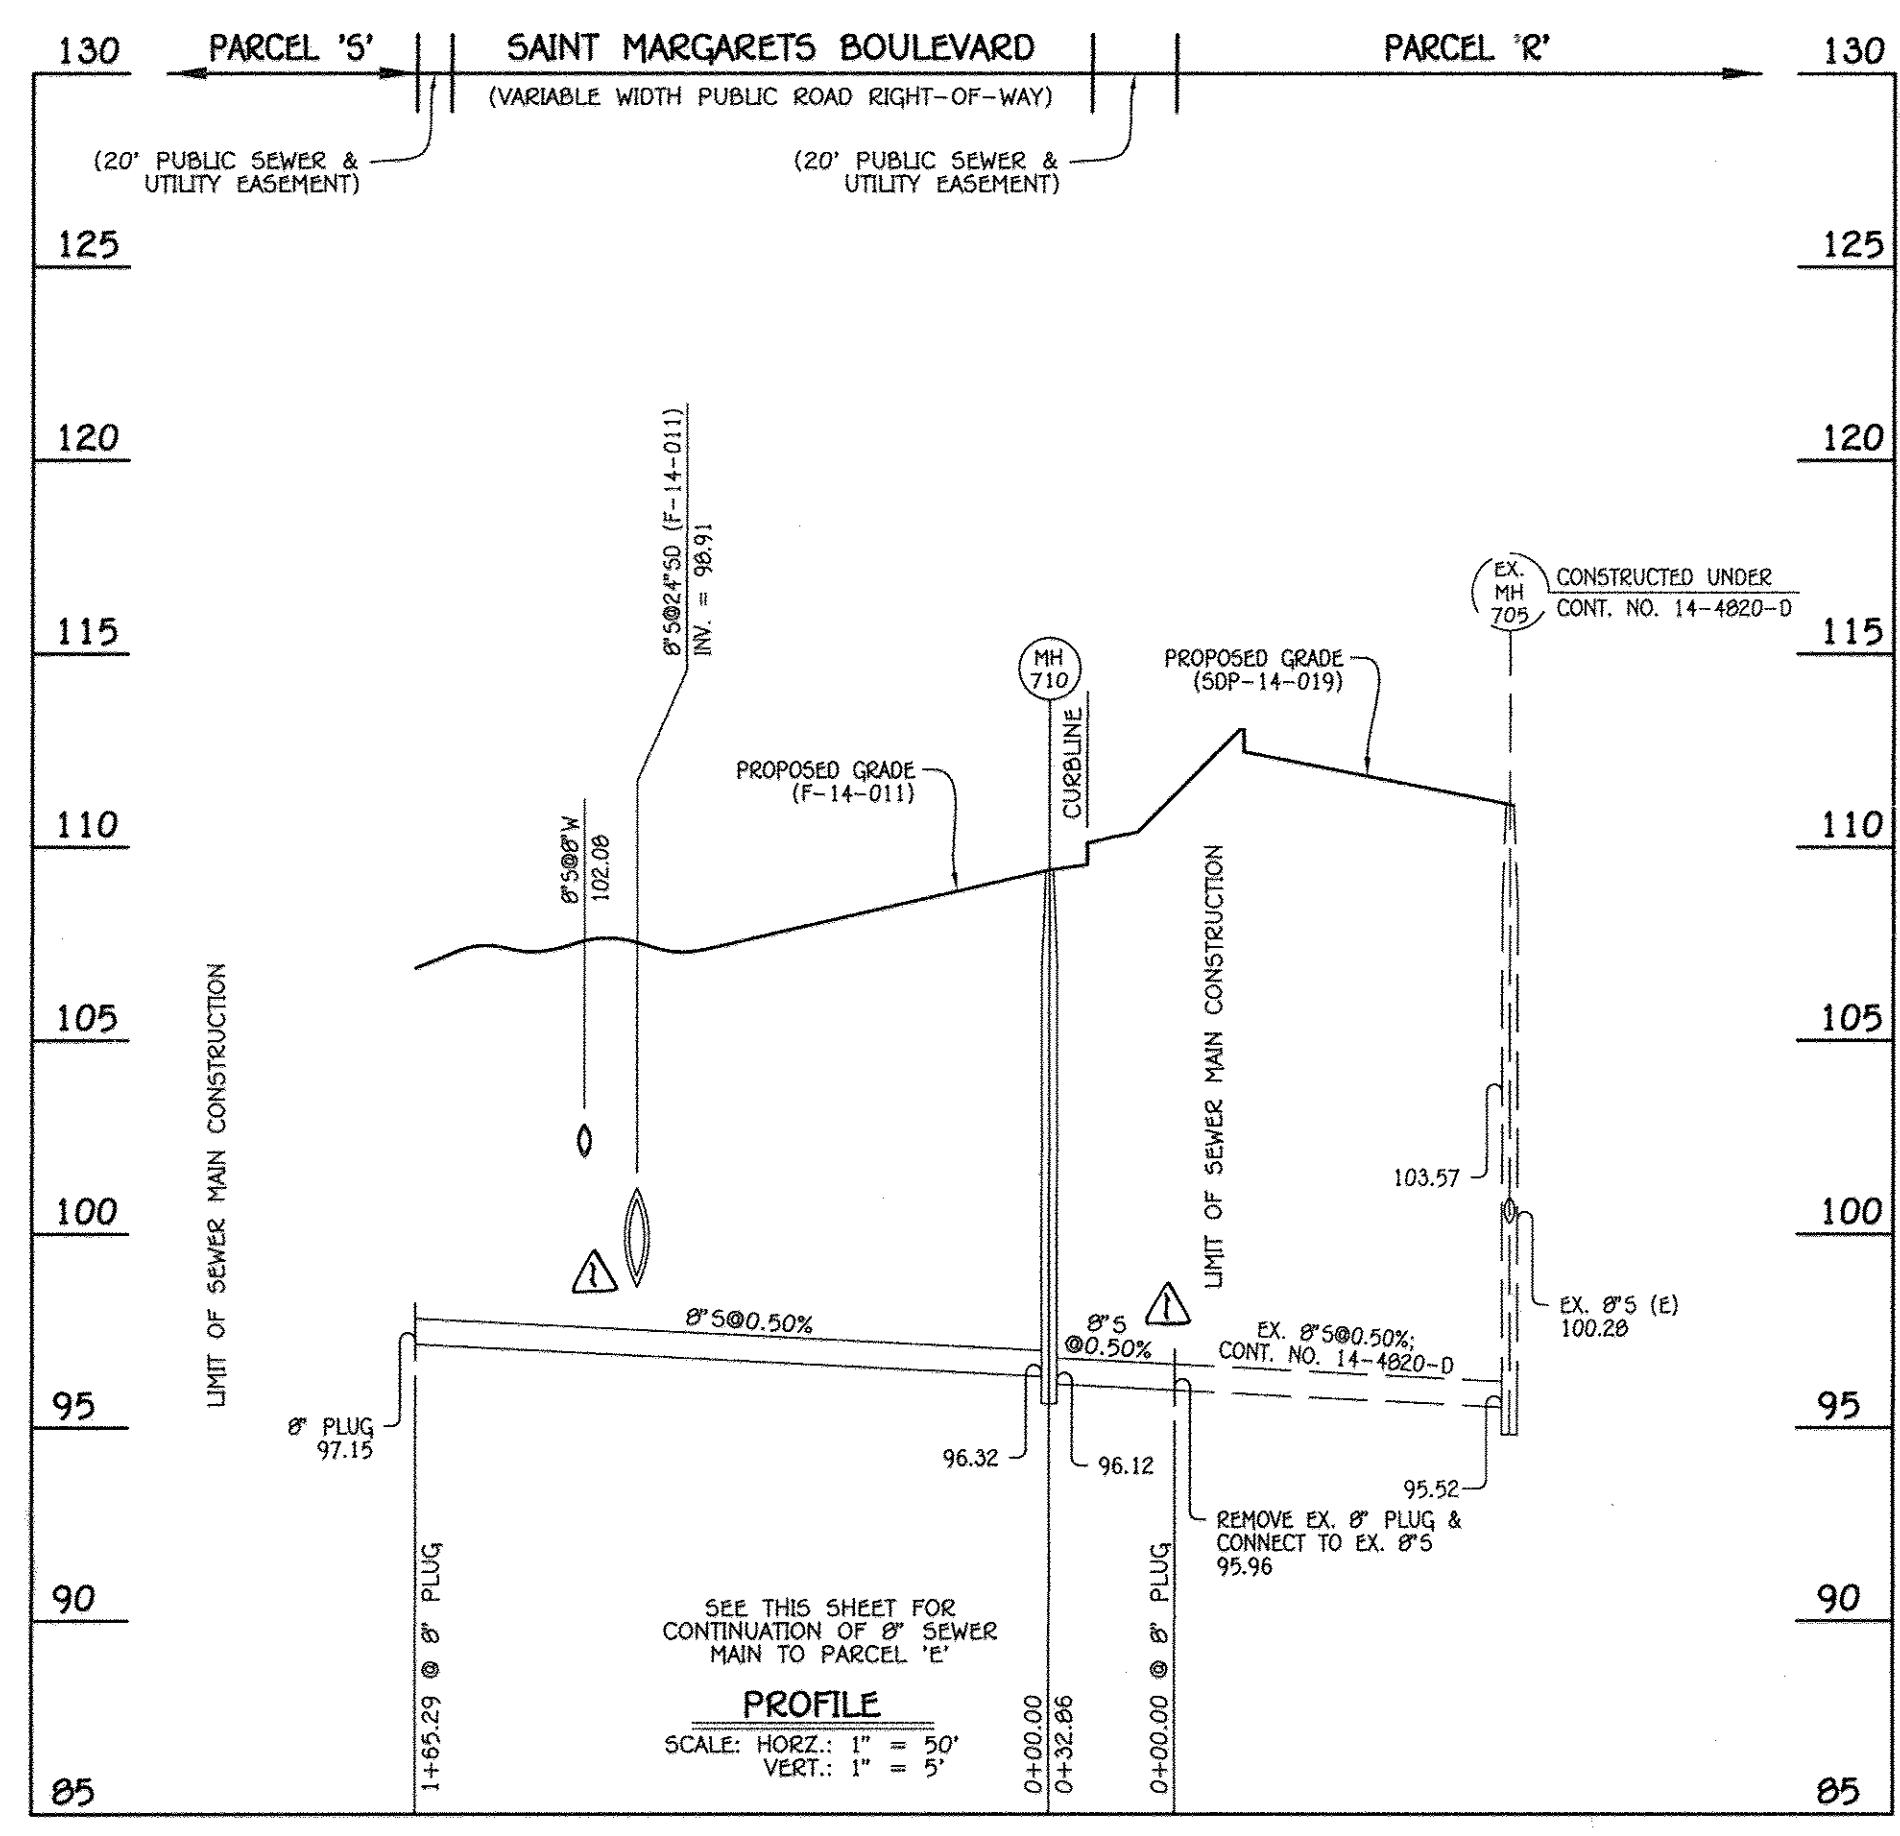 130
PARCEL 'S'
SAINT MARGARETS BOULEVARD
PARCEL 'R'
130
(VARIABLE WIDTH PUBLIC ROAD RIGHT-OF-WAY)
(20' PUBLIC SEWER &
UTILITY EASEMENT)
(20' PUBLIC SEWER &
UTILITY EASEMENT)
125
125
120
120
8"S@24"SD (F-14-011)
INV. = 98.91
EX.
MH
705
CONSTRUCTED UNDER
CONT. NO. 14-4820-D
115
115
MH
710
CURBLINE
PROPOSED GRADE
(SDP-14-019)
PROPOSED GRADE
(F-14-011)
110
110
8"S@8"W
102.08
LIMIT OF SEWER MAIN CONSTRUCTION
LIMIT OF SEWER MAIN CONSTRUCTION
105
105
103.57
100
100
1
1
EX. 8"S (E)
100.28
8"S@0.50%
8"S
@0.50%
EX. 8"S@0.50%;
CONT. NO. 14-4820-D
95
95
8" PLUG
97.15
96.32
96.12
95.52
REMOVE EX. 8" PLUG &
CONNECT TO EX. 8"S
95.96
90
90
1+65.29 @ 8" PLUG
SEE THIS SHEET FOR
CONTINUATION OF 8" SEWER
MAIN TO PARCEL 'E'
PROFILE
SCALE: HORZ.: 1" = 50'
VERT.: 1" = 5'
0+00.00
0+32.86
0+00.00 @ 8" PLUG
85
85